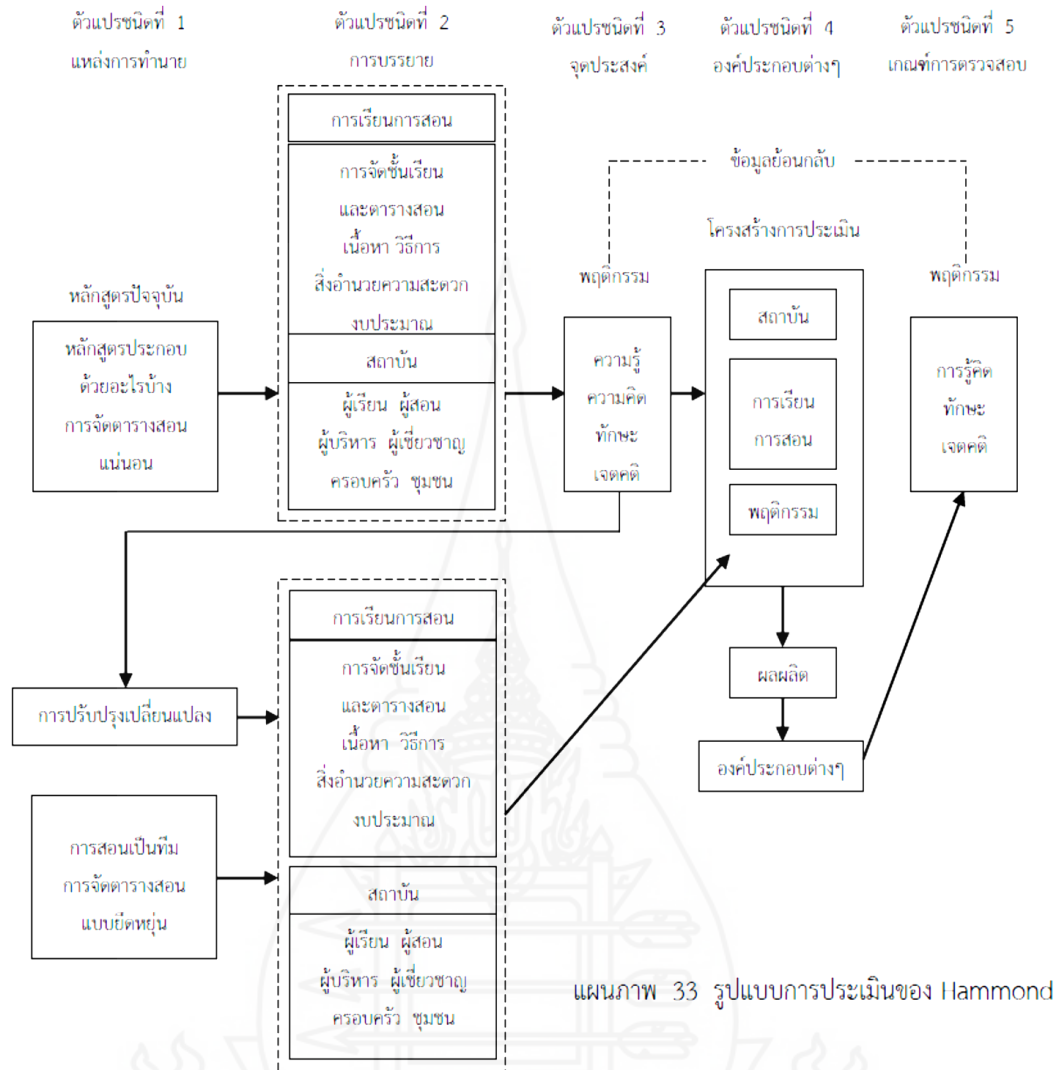 ตัวแปรชนิดที่ 1
แหล่งการทำนาย
ตัวแปรชนิดที่ 2
การบรรยาย
ตัวแปรชนิดที่ 3
จุดประสงค์
ตัวแปรชนิดที่ 4
องค์ประกอบต่างๆ
ตัวแปรชนิดที่ 5
เกณฑ์การตรวจสอบ
หลักสูตรปัจจุบัน
หลักสูตรประกอบ
ด้วยอะไรบ้าง
การจัดตารางสอน
แน่นอน
การเรียนการสอน
การจัดชั้นเรียน
และตารางสอน
เนื้อหา วิธีการ
สิ่งอำนวยความสะดวก
งบประมาณ
สถาบัน
ผู้เรียน ผู้สอน
ผู้บริหาร ผู้เชี่ยวชาญ
ครอบครัว ชุมชน
ข้อมูลย้อนกลับ
พฤติกรรม
ความรู้
ความคิด
ทักษะ
เจตคติ
โครงสร้างการประเมิน
สถาบัน
การเรียน
การสอน
พฤติกรรม
ผลผลิต
องค์ประกอบต่างๆ
พฤติกรรม
การรู้คิด
ทักษะ
เจตคติ
การปรับปรุงเปลี่ยนแปลง
การสอนเป็นทีม
การจัดตารางสอน
แบบยืดหยุ่น
การเรียนการสอน
การจัดชั้นเรียน
และตารางสอน
เนื้อหา วิธีการ
สิ่งอำนวยความสะดวก
งบประมาณ
สถาบัน
ผู้เรียน ผู้สอน
ผู้บริหาร ผู้เชี่ยวชาญ
ครอบครัว ชุมชน
แผนภาพ 33 รูปแบบการประเมินของ Hammond